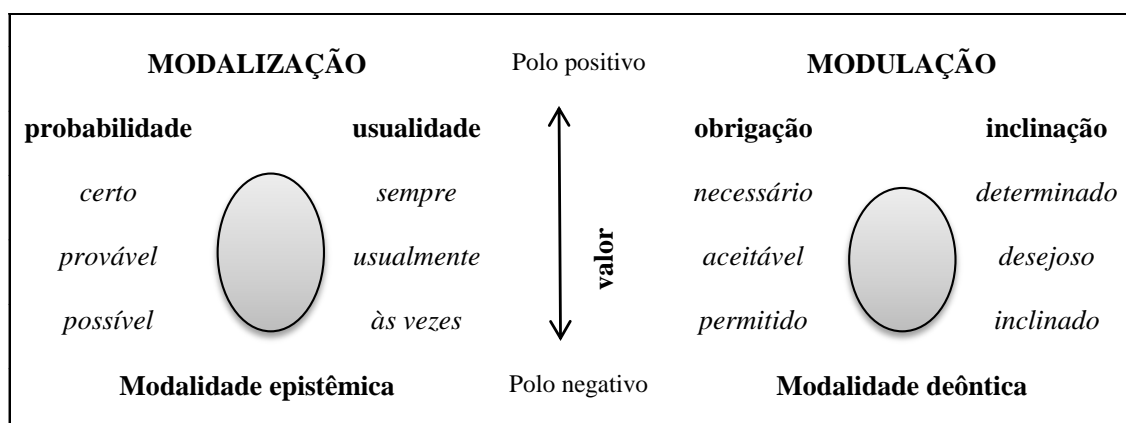 MODALIZAÇÃO Polo positivo MODULAÇÃO
probabilidade usualidade obrigação inclinação
certo sempre necessário determinado
provável usualmente valor aceitável desejoso
possível às vezes permitido inclinado
Modalidade epistêmica Polo negativo Modalidade deôntica